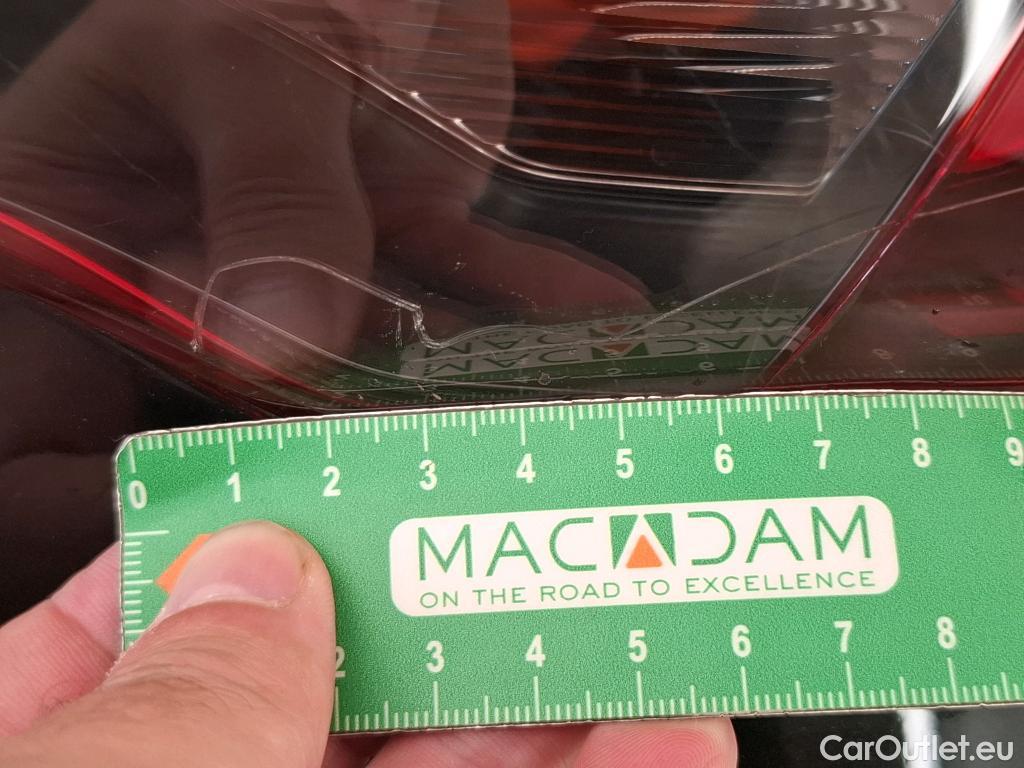 0 1 2 3 4 5 6 7 8 9
MACADAM
ON THE ROAD TO EXCELLENCE
2 3 4 5 6 7 8
CarOutlet.eu